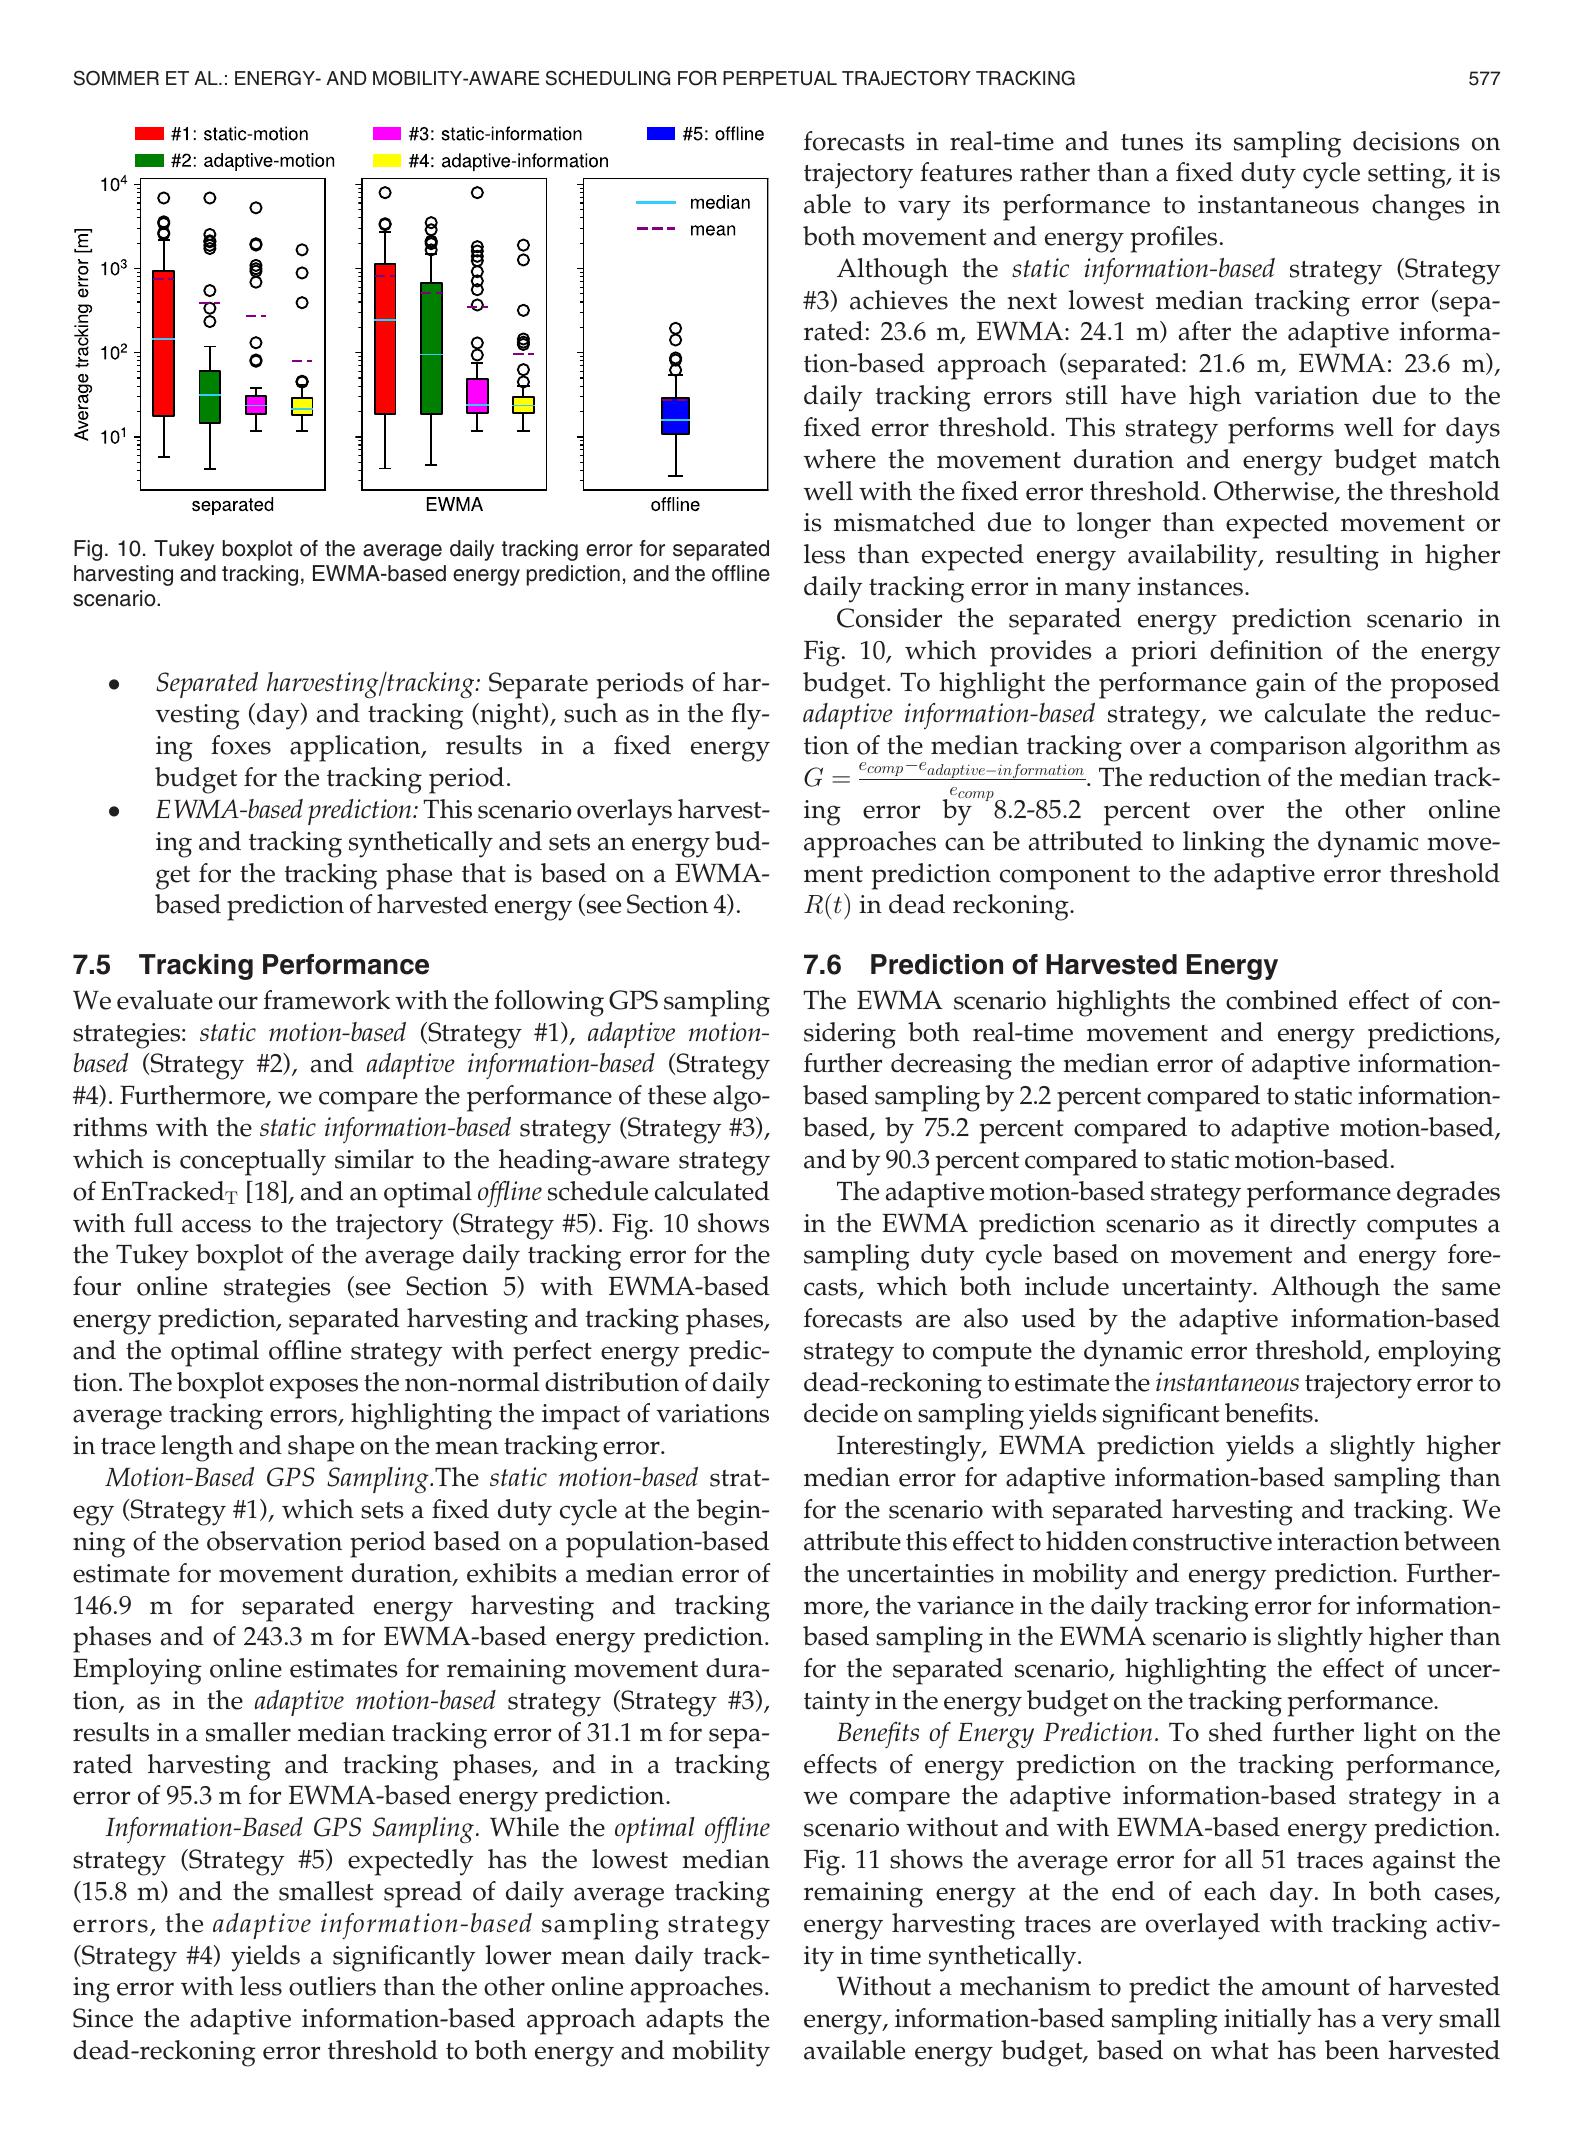 SOMMER ET AL.: ENERGY- AND MOBILITY-AWARE SCHEDULING FOR PERPETUAL TRAJECTORY TRACKING 577
#1: static-motion #3: static-information #5: offline
#2: adaptive-motion #4: adaptive-information
Average tracking error [m]
10^4
10^3
10^2
10^1
median
mean
separated EWMA offline
Fig. 10. Tukey boxplot of the average daily tracking error for separated
harvesting and tracking, EWMA-based energy prediction, and the offline
scenario.
• Separated harvesting/tracking: Separate periods of har-
vesting (day) and tracking (night), such as in the fly-
ing foxes application, results in a fixed energy
budget for the tracking period.
• EWMA-based prediction: This scenario overlays harvest-
ing and tracking synthetically and sets an energy bud-
get for the tracking phase that is based on a EWMA-
based prediction of harvested energy (see Section 4).
7.5 Tracking Performance
We evaluate our framework with the following GPS sampling
strategies: static motion-based (Strategy #1), adaptive motion-
based (Strategy #2), and adaptive information-based (Strategy
#4). Furthermore, we compare the performance of these algo-
rithms with the static information-based strategy (Strategy #3),
which is conceptually similar to the heading-aware strategy
of EnTracked_T [18], and an optimal offline schedule calculated
with full access to the trajectory (Strategy #5). Fig. 10 shows
the Tukey boxplot of the average daily tracking error for the
four online strategies (see Section 5) with EWMA-based
energy prediction, separated harvesting and tracking phases,
and the optimal offline strategy with perfect energy predic-
tion. The boxplot exposes the non-normal distribution of daily
average tracking errors, highlighting the impact of variations
in trace length and shape on the mean tracking error.
Motion-Based GPS Sampling.The static motion-based strat-
egy (Strategy #1), which sets a fixed duty cycle at the begin-
ning of the observation period based on a population-based
estimate for movement duration, exhibits a median error of
146.9 m for separated energy harvesting and tracking
phases and of 243.3 m for EWMA-based energy prediction.
Employing online estimates for remaining movement dura-
tion, as in the adaptive motion-based strategy (Strategy #3),
results in a smaller median tracking error of 31.1 m for sepa-
rated harvesting and tracking phases, and in a tracking
error of 95.3 m for EWMA-based energy prediction.
Information-Based GPS Sampling. While the optimal offline
strategy (Strategy #5) expectedly has the lowest median
(15.8 m) and the smallest spread of daily average tracking
errors, the adaptive information-based sampling strategy
(Strategy #4) yields a significantly lower mean daily track-
ing error with less outliers than the other online approaches.
Since the adaptive information-based approach adapts the
dead-reckoning error threshold to both energy and mobility
forecasts in real-time and tunes its sampling decisions on
trajectory features rather than a fixed duty cycle setting, it is
able to vary its performance to instantaneous changes in
both movement and energy profiles.
Although the static information-based strategy (Strategy
#3) achieves the next lowest median tracking error (sepa-
rated: 23.6 m, EWMA: 24.1 m) after the adaptive informa-
tion-based approach (separated: 21.6 m, EWMA: 23.6 m),
daily tracking errors still have high variation due to the
fixed error threshold. This strategy performs well for days
where the movement duration and energy budget match
well with the fixed error threshold. Otherwise, the threshold
is mismatched due to longer than expected movement or
less than expected energy availability, resulting in higher
daily tracking error in many instances.
Consider the separated energy prediction scenario in
Fig. 10, which provides a priori definition of the energy
budget. To highlight the performance gain of the proposed
adaptive information-based strategy, we calculate the reduc-
tion of the median tracking over a comparison algorithm as
G = (e_comp − e_adaptive−information) / e_comp. The reduction of the median track-
ing error by 8.2-85.2 percent over the other online
approaches can be attributed to linking the dynamic move-
ment prediction component to the adaptive error threshold
R(t) in dead reckoning.
7.6 Prediction of Harvested Energy
The EWMA scenario highlights the combined effect of con-
sidering both real-time movement and energy predictions,
further decreasing the median error of adaptive information-
based sampling by 2.2 percent compared to static information-
based, by 75.2 percent compared to adaptive motion-based,
and by 90.3 percent compared to static motion-based.
The adaptive motion-based strategy performance degrades
in the EWMA prediction scenario as it directly computes a
sampling duty cycle based on movement and energy fore-
casts, which both include uncertainty. Although the same
forecasts are also used by the adaptive information-based
strategy to compute the dynamic error threshold, employing
dead-reckoning to estimate the instantaneous trajectory error to
decide on sampling yields significant benefits.
Interestingly, EWMA prediction yields a slightly higher
median error for adaptive information-based sampling than
for the scenario with separated harvesting and tracking. We
attribute this effect to hidden constructive interaction between
the uncertainties in mobility and energy prediction. Further-
more, the variance in the daily tracking error for information-
based sampling in the EWMA scenario is slightly higher than
for the separated scenario, highlighting the effect of uncer-
tainty in the energy budget on the tracking performance.
Benefits of Energy Prediction. To shed further light on the
effects of energy prediction on the tracking performance,
we compare the adaptive information-based strategy in a
scenario without and with EWMA-based energy prediction.
Fig. 11 shows the average error for all 51 traces against the
remaining energy at the end of each day. In both cases,
energy harvesting traces are overlayed with tracking activ-
ity in time synthetically.
Without a mechanism to predict the amount of harvested
energy, information-based sampling initially has a very small
available energy budget, based on what has been harvested